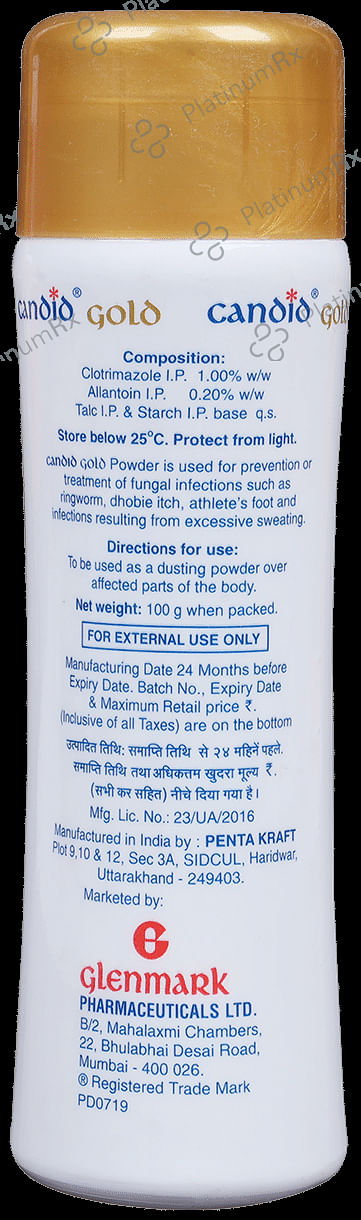 PlatinumRx
PlatinumRx
PlatinumRx
candid® GOLD candid® GOLD
Composition:
Clotrimazole I.P. 1.00% w/w
Allantoin I.P. 0.20% w/w
Talc I.P. & Starch I.P. base q.s.
Store below 25°C. Protect from light.
candid GOLD Powder is used for prevention or
treatment of fungal infections such as
ringworm, dhobie itch, athlete's foot and
infections resulting from excessive sweating.
Directions for use:
To be used as a dusting powder over
affected parts of the body.
Net weight: 100 g when packed.
FOR EXTERNAL USE ONLY
Manufacturing Date 24 Months before
Expiry Date. Batch No., Expiry Date
& Maximum Retail price ₹.
(Inclusive of all Taxes) are on the bottom
उत्पादित तिथि: समाप्ति तिथि से २४ महिनें पहले.
समाप्ति तिथि तथा अधिकत्तम खुदरा मूल्य ₹.
(सभी कर सहित) नीचे दिया गया है।
Mfg. Lic. No.: 23/UA/2016
Manufactured in India by : PENTA KRAFT
Plot 9,10 & 12, Sec 3A, SIDCUL, Haridwar,
Uttarakhand - 249403.
Marketed by:
G
glenmark
PHARMACEUTICALS LTD.
B/2, Mahalaxmi Chambers,
22, Bhulabhai Desai Road,
Mumbai - 400 026.
® Registered Trade Mark
PD0719